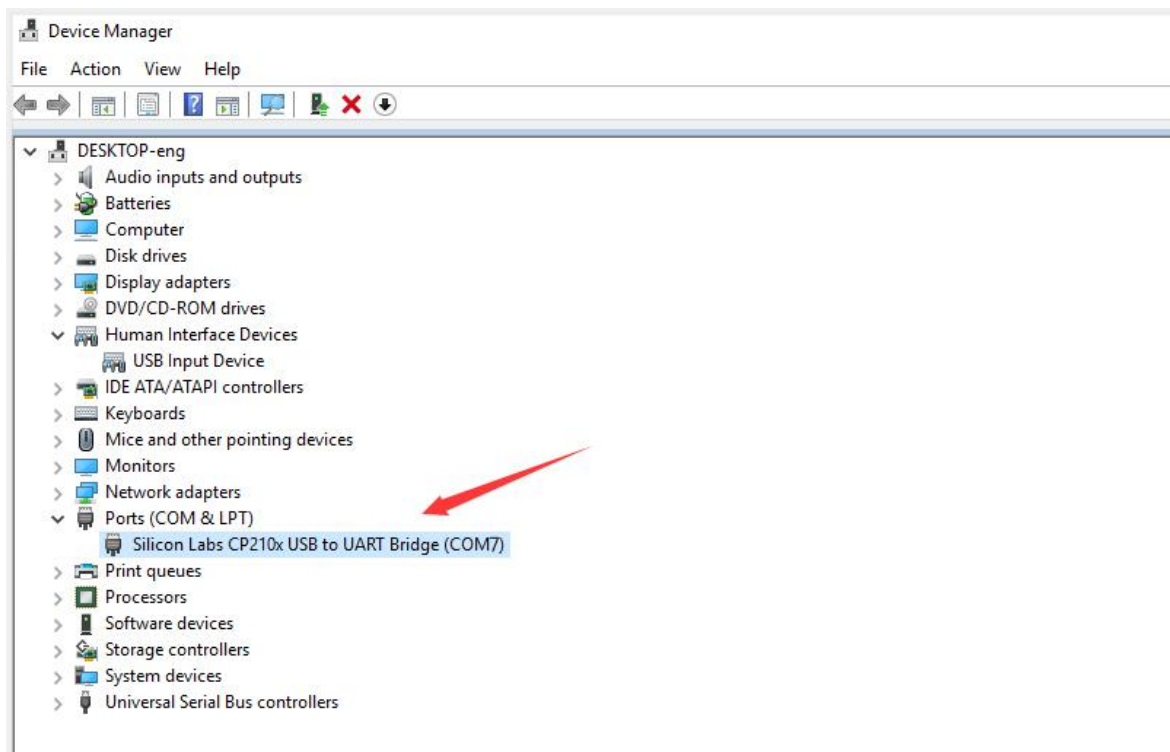 Device Manager
File Action View Help
DESKTOP-eng
Audio inputs and outputs
Batteries
Computer
Disk drives
Display adapters
DVD/CD-ROM drives
Human Interface Devices
USB Input Device
IDE ATA/ATAPI controllers
Keyboards
Mice and other pointing devices
Monitors
Network adapters
Ports (COM & LPT)
Silicon Labs CP210x USB to UART Bridge (COM7)
Print queues
Processors
Software devices
Storage controllers
System devices
Universal Serial Bus controllers